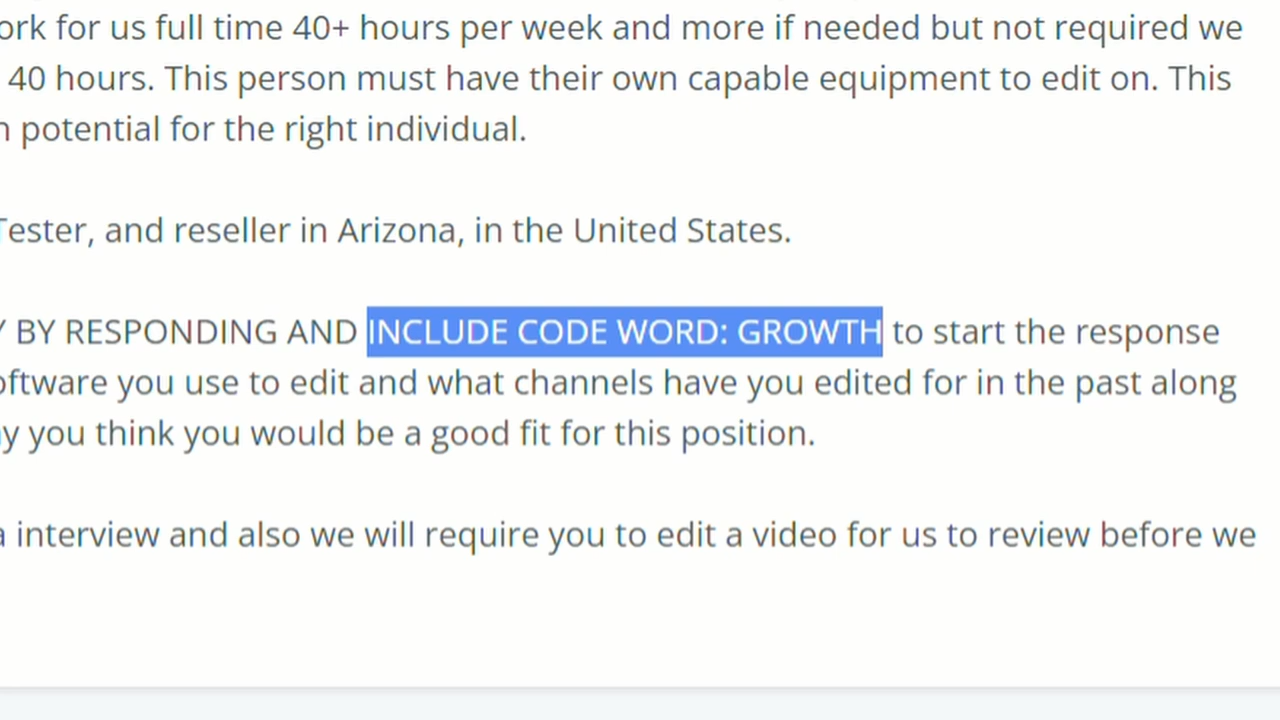 for us full time 40+ hours per week and more if needed but not required we
40 hours. This person must have their own capable equipment to edit on. This
potential for the right individual.
Tester, and reseller in Arizona, in the United States.
BY RESPONDING AND INCLUDE CODE WORD: GROWTH to start the response
you use to edit and what channels have you edited for in the past along
you think you would be a good fit for this position.
interview and also we will require you to edit a video for us to review before we